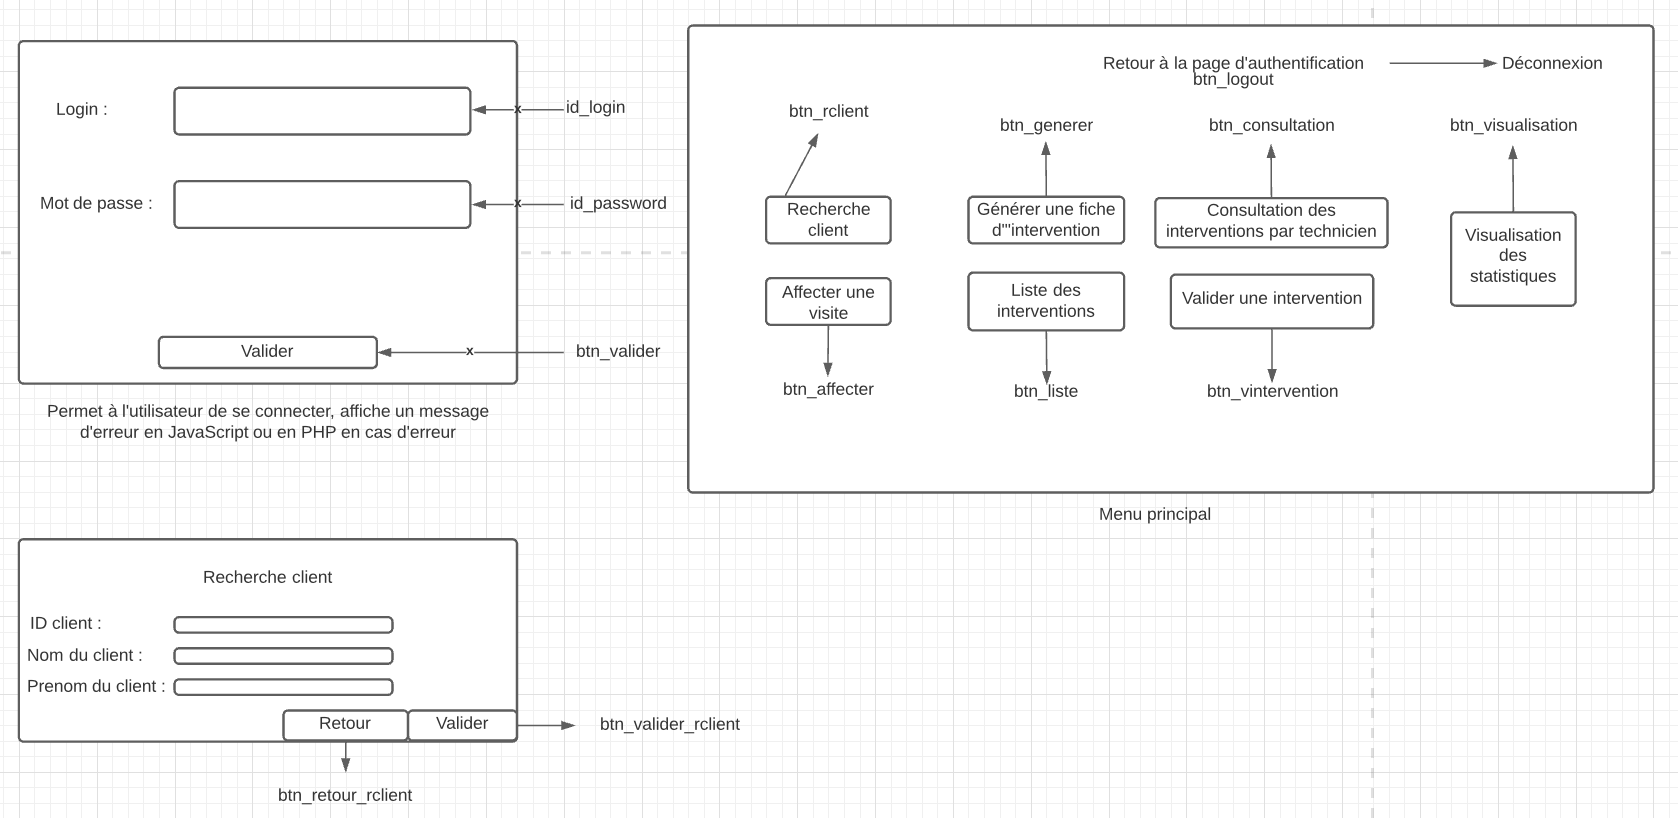 Login :
id_login
Mot de passe :
id_password
Valider
btn_valider
Permet à l'utilisateur de se connecter, affiche un message
d'erreur en JavaScript ou en PHP en cas d'erreur
Retour à la page d'authentification
btn_logout
Déconnexion
btn_rclient
btn_generer
btn_consultation
btn_visualisation
Recherche
client
Générer une fiche
d'"intervention
Consultation des
interventions par technicien
Visualisation
des
statistiques
Affecter une
visite
Liste des
interventions
Valider une intervention
btn_affecter
btn_liste
btn_vintervention
Menu principal
Recherche client
ID client :
Nom du client :
Prenom du client :
Retour
Valider
btn_valider_rclient
btn_retour_rclient